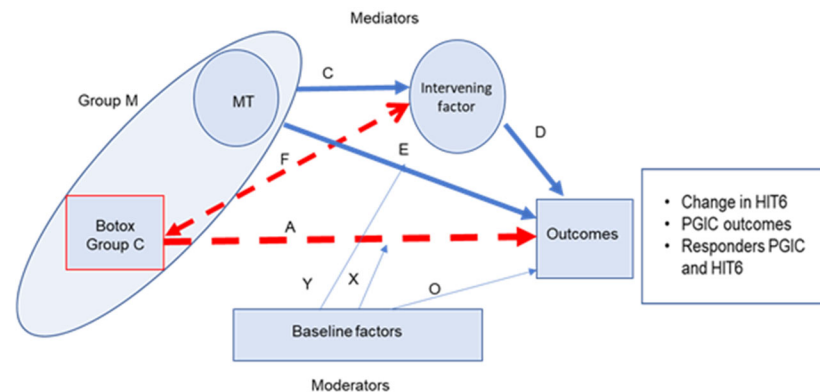 Mediators
Group M
MT
C
Intervening
factor
F
E
D
Botox
Group C
A
Outcomes
• Change in HIT6
• PGIC outcomes
• Responders PGIC
and HIT6
Y
X
O
Baseline factors
Moderators